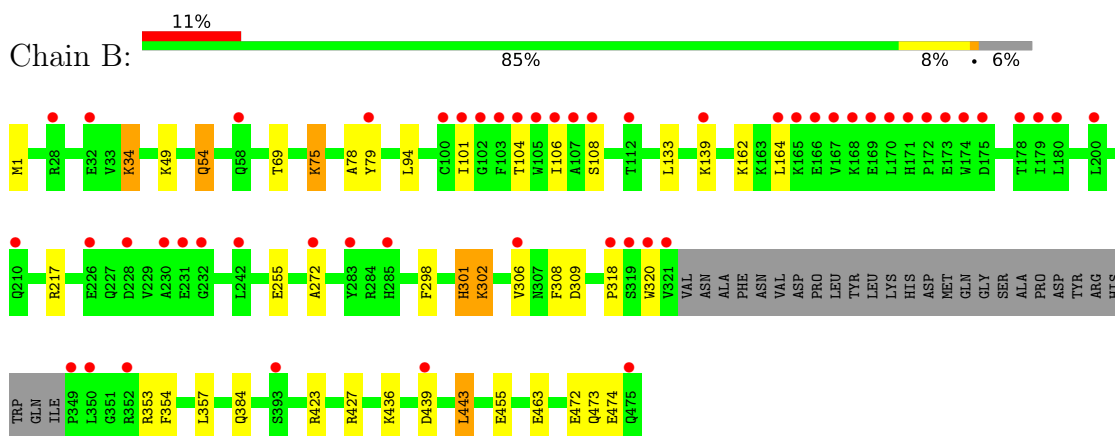 11%
Chain B:
85% 8% • 6%
M1 R28 E32 V33 K34 K49 Q54 Q58 T69 K75 A78 Y79 L94 C100 I101 G102 F103 T104 W105 I106 A107 S108 T112 L133 K139 K162 K163 L164 K165 E166 V167 K168 E169 L170 H171 P172 E173 W174 D175 T178 I179 L180 L200
Q210 R217 E226 Q227 D228 V229 A230 E231 G232 L242 E255 A272 Y283 R284 H285 F298 H301 K302 V306 N307 F308 D309 P318 S319 W320 V321 VAL ASN ALA PHE ASN VAL ASP PRO LEU TYR LEU LYS HIS ASP MET GLN GLY SER ALA PRO ASP TYR ARG HIS
TRP GLN ILE P349 L350 G351 R352 R353 F354 L357 Q384 S393 R423 R427 K436 D439 L443 E455 E463 E472 Q473 E474 Q475